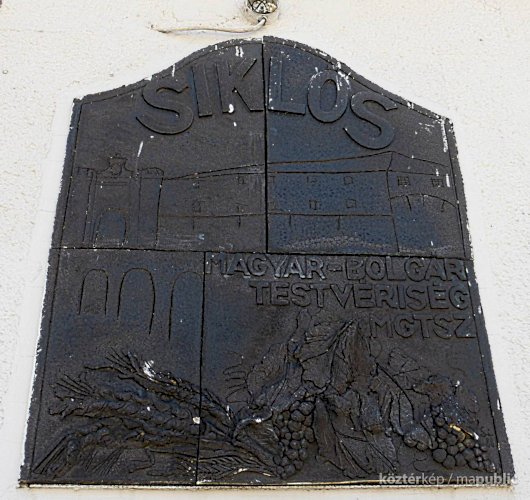 SIKLÓS
MAGYAR-BOLGÁR
TESTVÉRISÉG
MGTSZ
köztérkép / mapublic